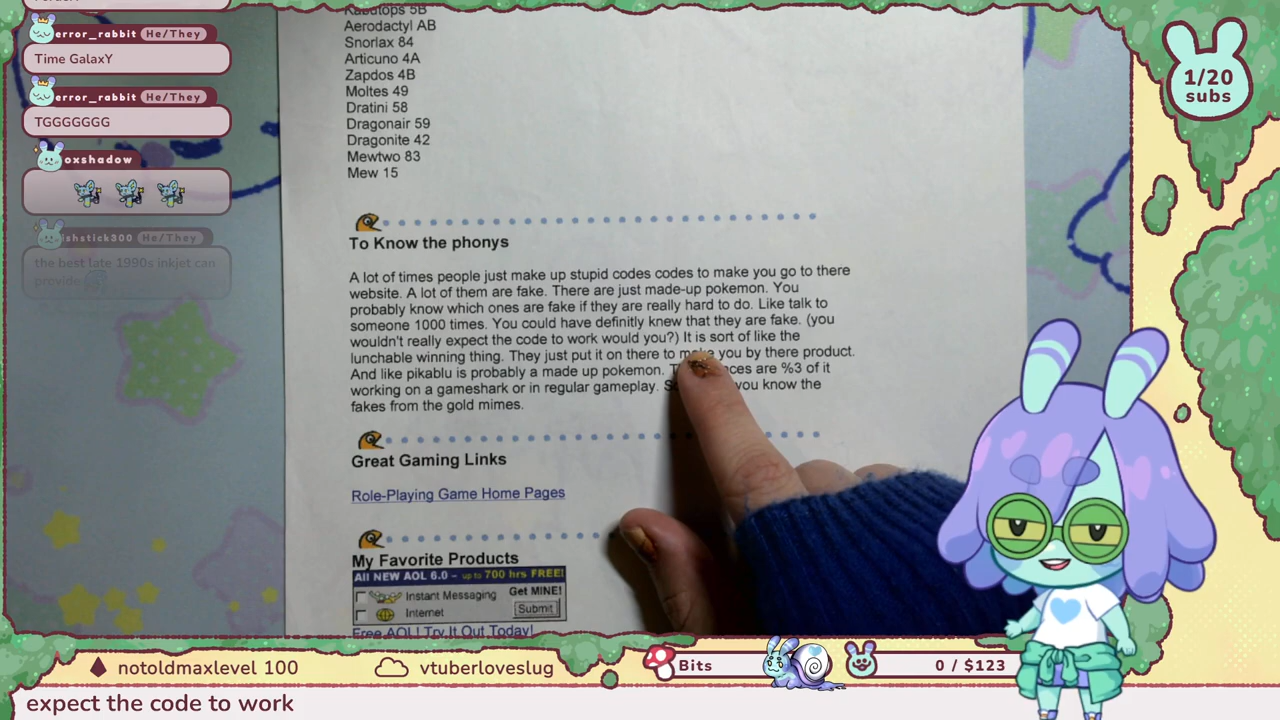 error_rabbit He/They
Time GalaxY
error_rabbit He/They
TGGGGGGG
oxshadow
ishstick300 He/They
the best late 1990s inkjet can
provide
Kabutops 5B
Aerodactyl AB
Snorlax 84
Articuno 4A
Zapdos 4B
Moltes 49
Dratini 58
Dragonair 59
Dragonite 42
Mewtwo 83
Mew 15
To Know the phonys
A lot of times people just make up stupid codes codes to make you go to there
website. A lot of them are fake. There are just made-up pokemon. You
probably know which ones are fake if they are really hard to do. Like talk to
someone 1000 times. You could have definitly knew that they are fake. (you
wouldn't really expect the code to work would you?) It is sort of like the
lunchable winning thing. They just put it on there to make you by there product.
And like pikablu is probably a made up pokemon. are %3 of it
working on a gameshark or in regular gameplay. you know the
fakes from the gold mimes.
Great Gaming Links
Role-Playing Game Home Pages
My Favorite Products
All NEW AOL 6.0 – up to 700 hrs FREE!
Instant Messaging Get MINE!
Internet Submit
Free AOL! Try It Out Today!
1/20
subs
notoldmaxlevel 100
vtuberloveslug
Bits
0 / $123
expect the code to work